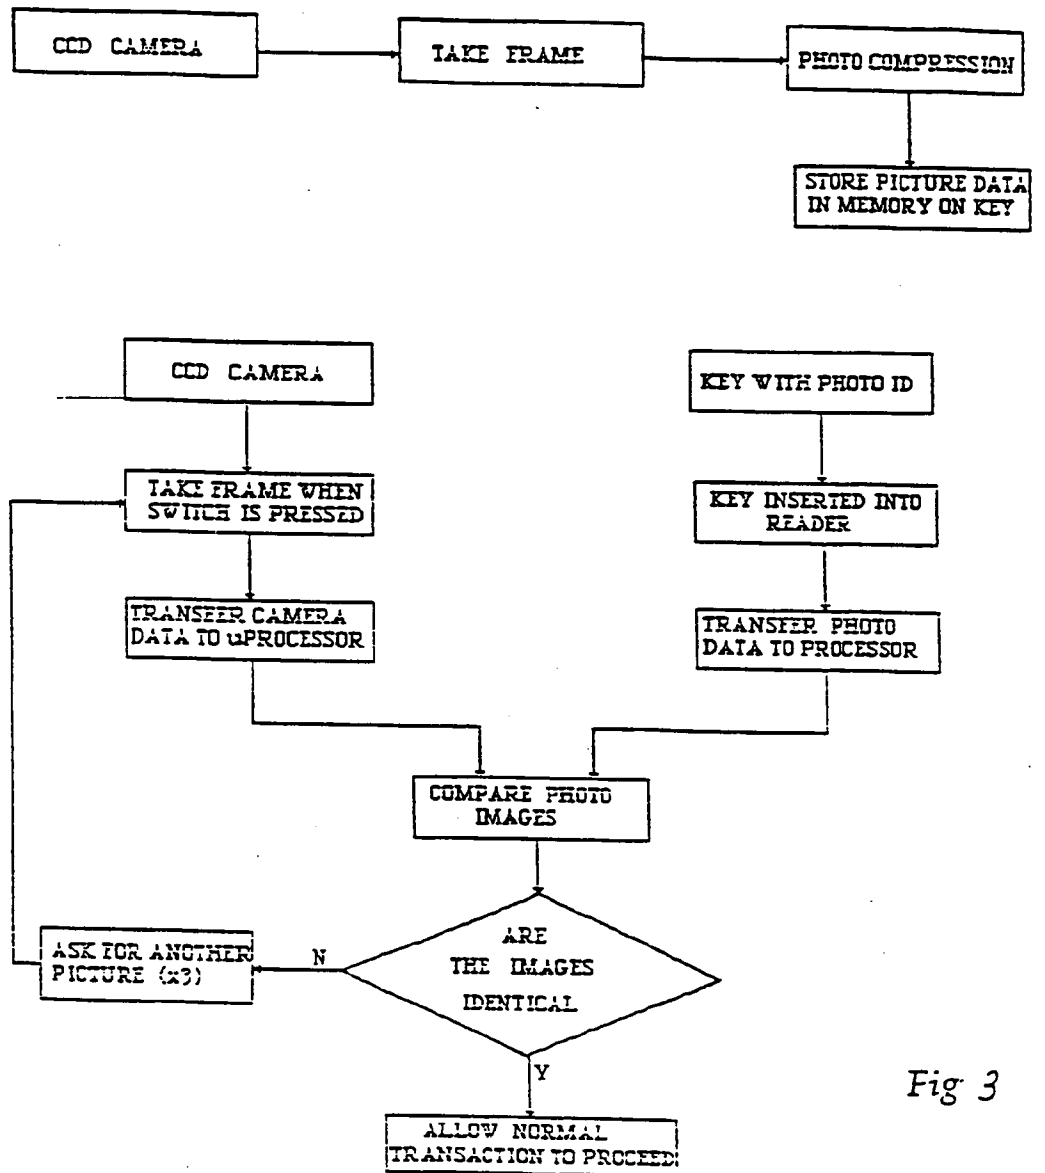 CCD CAMERA
TAKE FRAME
PHOTO COMPRESSION
STORE PICTURE DATA
IN MEMORY ON KEY
CCD CAMERA
TAKE FRAME WHEN
SWITCH IS PRESSED
TRANSFER CAMERA
DATA TO uPROCESSOR
KEY WITH PHOTO ID
KEY INSERTED INTO
READER
TRANSFER PHOTO
DATA TO PROCESSOR
COMPARE PHOTO
IMAGES
ARE
THE IMAGES
IDENTICAL
N
ASK FOR ANOTHER
PICTURE (x3)
Y
ALLOW NORMAL
TRANSACTION TO PROCEED
Fig 3